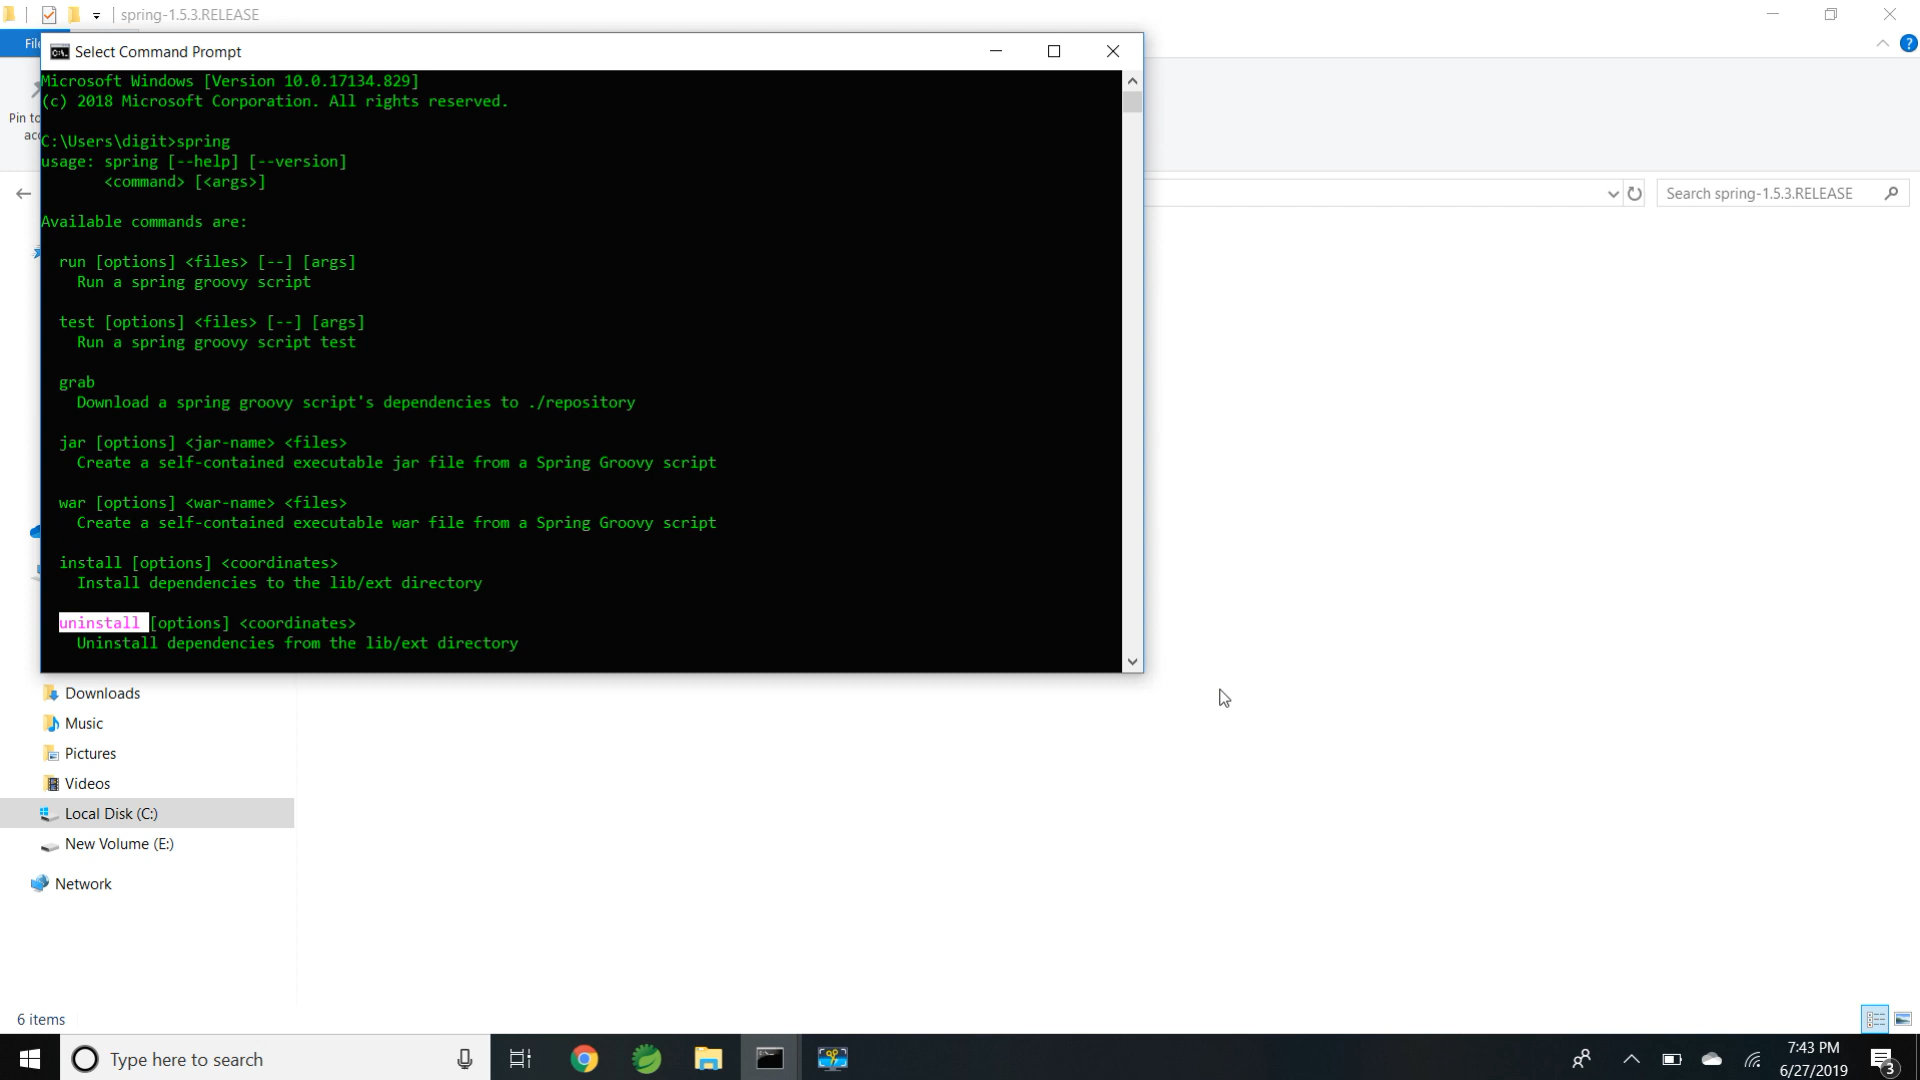 spring-1.5.3.RELEASE
File
Select Command Prompt
Microsoft Windows [Version 10.0.17134.829]
(c) 2018 Microsoft Corporation. All rights reserved.
Pin to
C:\Users\digit>spring
usage: spring [--help] [--version]
<command> [<args>]
Search spring-1.5.3.RELEASE
Available commands are:
run [options] <files> [--] [args]
Run a spring groovy script
test [options] <files> [--] [args]
Run a spring groovy script test
grab
Download a spring groovy script's dependencies to ./repository
jar [options] <jar-name> <files>
Create a self-contained executable jar file from a Spring Groovy script
war [options] <war-name> <files>
Create a self-contained executable war file from a Spring Groovy script
install [options] <coordinates>
Install dependencies to the lib/ext directory
uninstall [options] <coordinates>
Uninstall dependencies from the lib/ext directory
Downloads
Music
Pictures
Videos
Local Disk (C:)
New Volume (E:)
Network
6 items
Type here to search
7:43 PM
6/27/2019
3